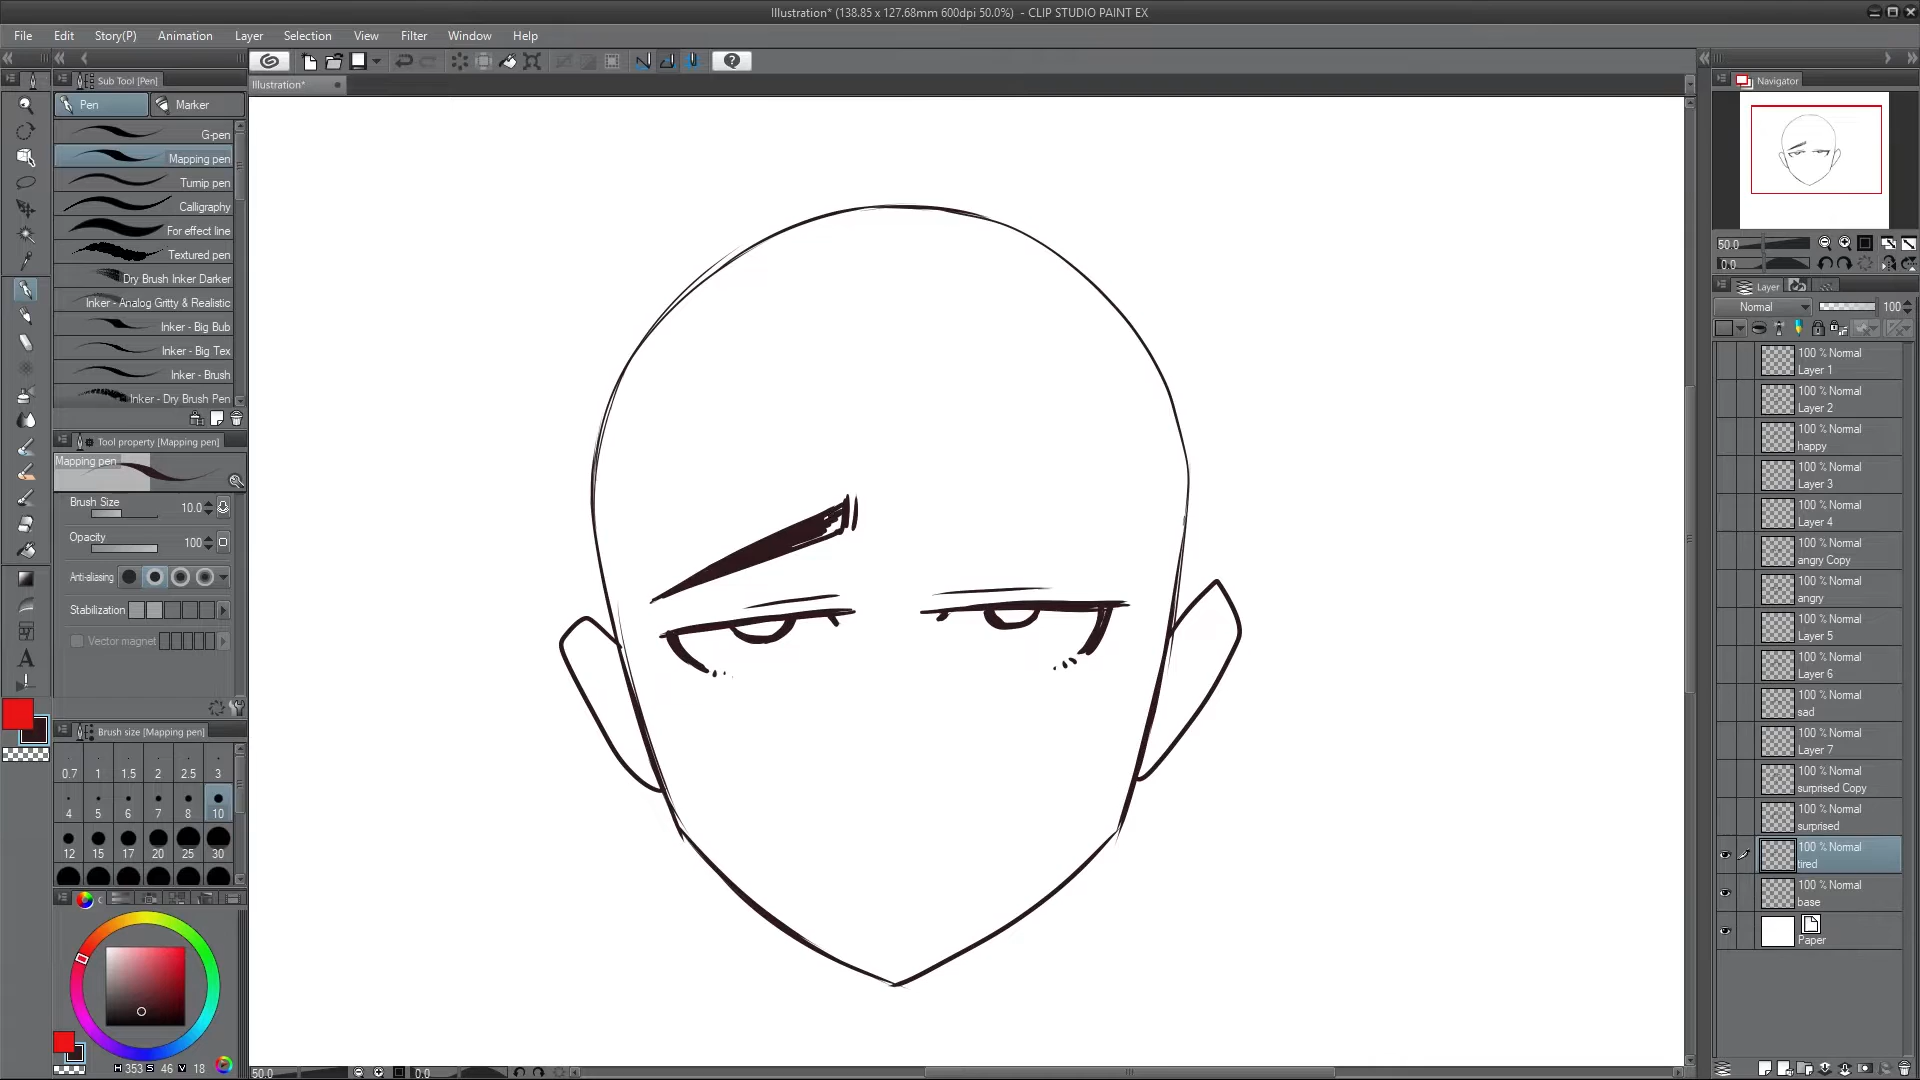 Illustration* (138.85 x 127.68mm 600dpi 50.0%) - CLIP STUDIO PAINT EX
File Edit Story(P) Animation Layer Selection View Filter Window Help
Sub Tool [Pen]
Illustration*
Navigator
Pen Marker
G-pen
Mapping pen
Turnip pen
Calligraphy
For effect line
Textured pen
Dry Brush Inker Darker
Inker - Analog Gritty & Realistic
Inker - Big Bub
Inker - Big Tex
Inker - Brush
Inker - Dry Brush Pen
Tool property [Mapping pen]
Mapping pen
Brush Size 10.0
Opacity 100
Anti-aliasing
Stabilization
Vector magnet
A
Brush size [Mapping pen]
0.7 1 1.5 2 2.5 3
4 5 6 7 8 10
12 15 17 20 25 30
H 353 S 46 V 18
50.0 0.0
50.0
0.0
Layer
Normal 100
100 % Normal
Layer 1
100 % Normal
Layer 2
100 % Normal
happy
100 % Normal
Layer 3
100 % Normal
Layer 4
100 % Normal
angry Copy
100 % Normal
angry
100 % Normal
Layer 5
100 % Normal
Layer 6
100 % Normal
sad
100 % Normal
Layer 7
100 % Normal
surprised Copy
100 % Normal
surprised
100 % Normal
tired
100 % Normal
base
Paper